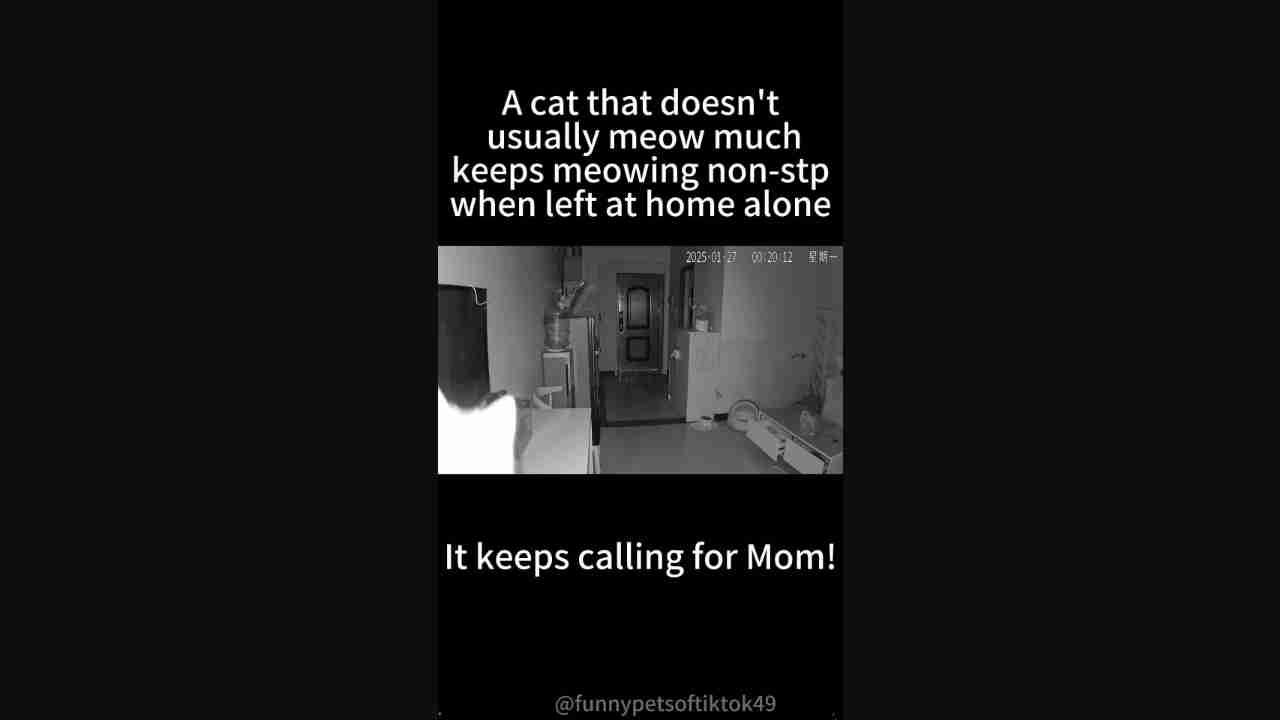 A cat that doesn't
usually meow much
keeps meowing non-stp
when left at home alone
2025-01-27 00:20:12 星期一
It keeps calling for Mom!
@funnypetsoftiktok49